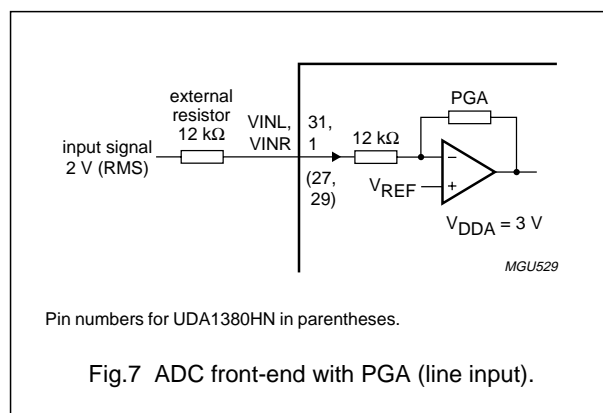 external
resistor
12 kΩ
VINL,
VINR
31,
1
(27,
29)
12 kΩ
PGA
input signal
2 V (RMS)
−
+
VREF
VDDA = 3 V
MGU529
Pin numbers for UDA1380HN in parentheses.
Fig.7 ADC front-end with PGA (line input).